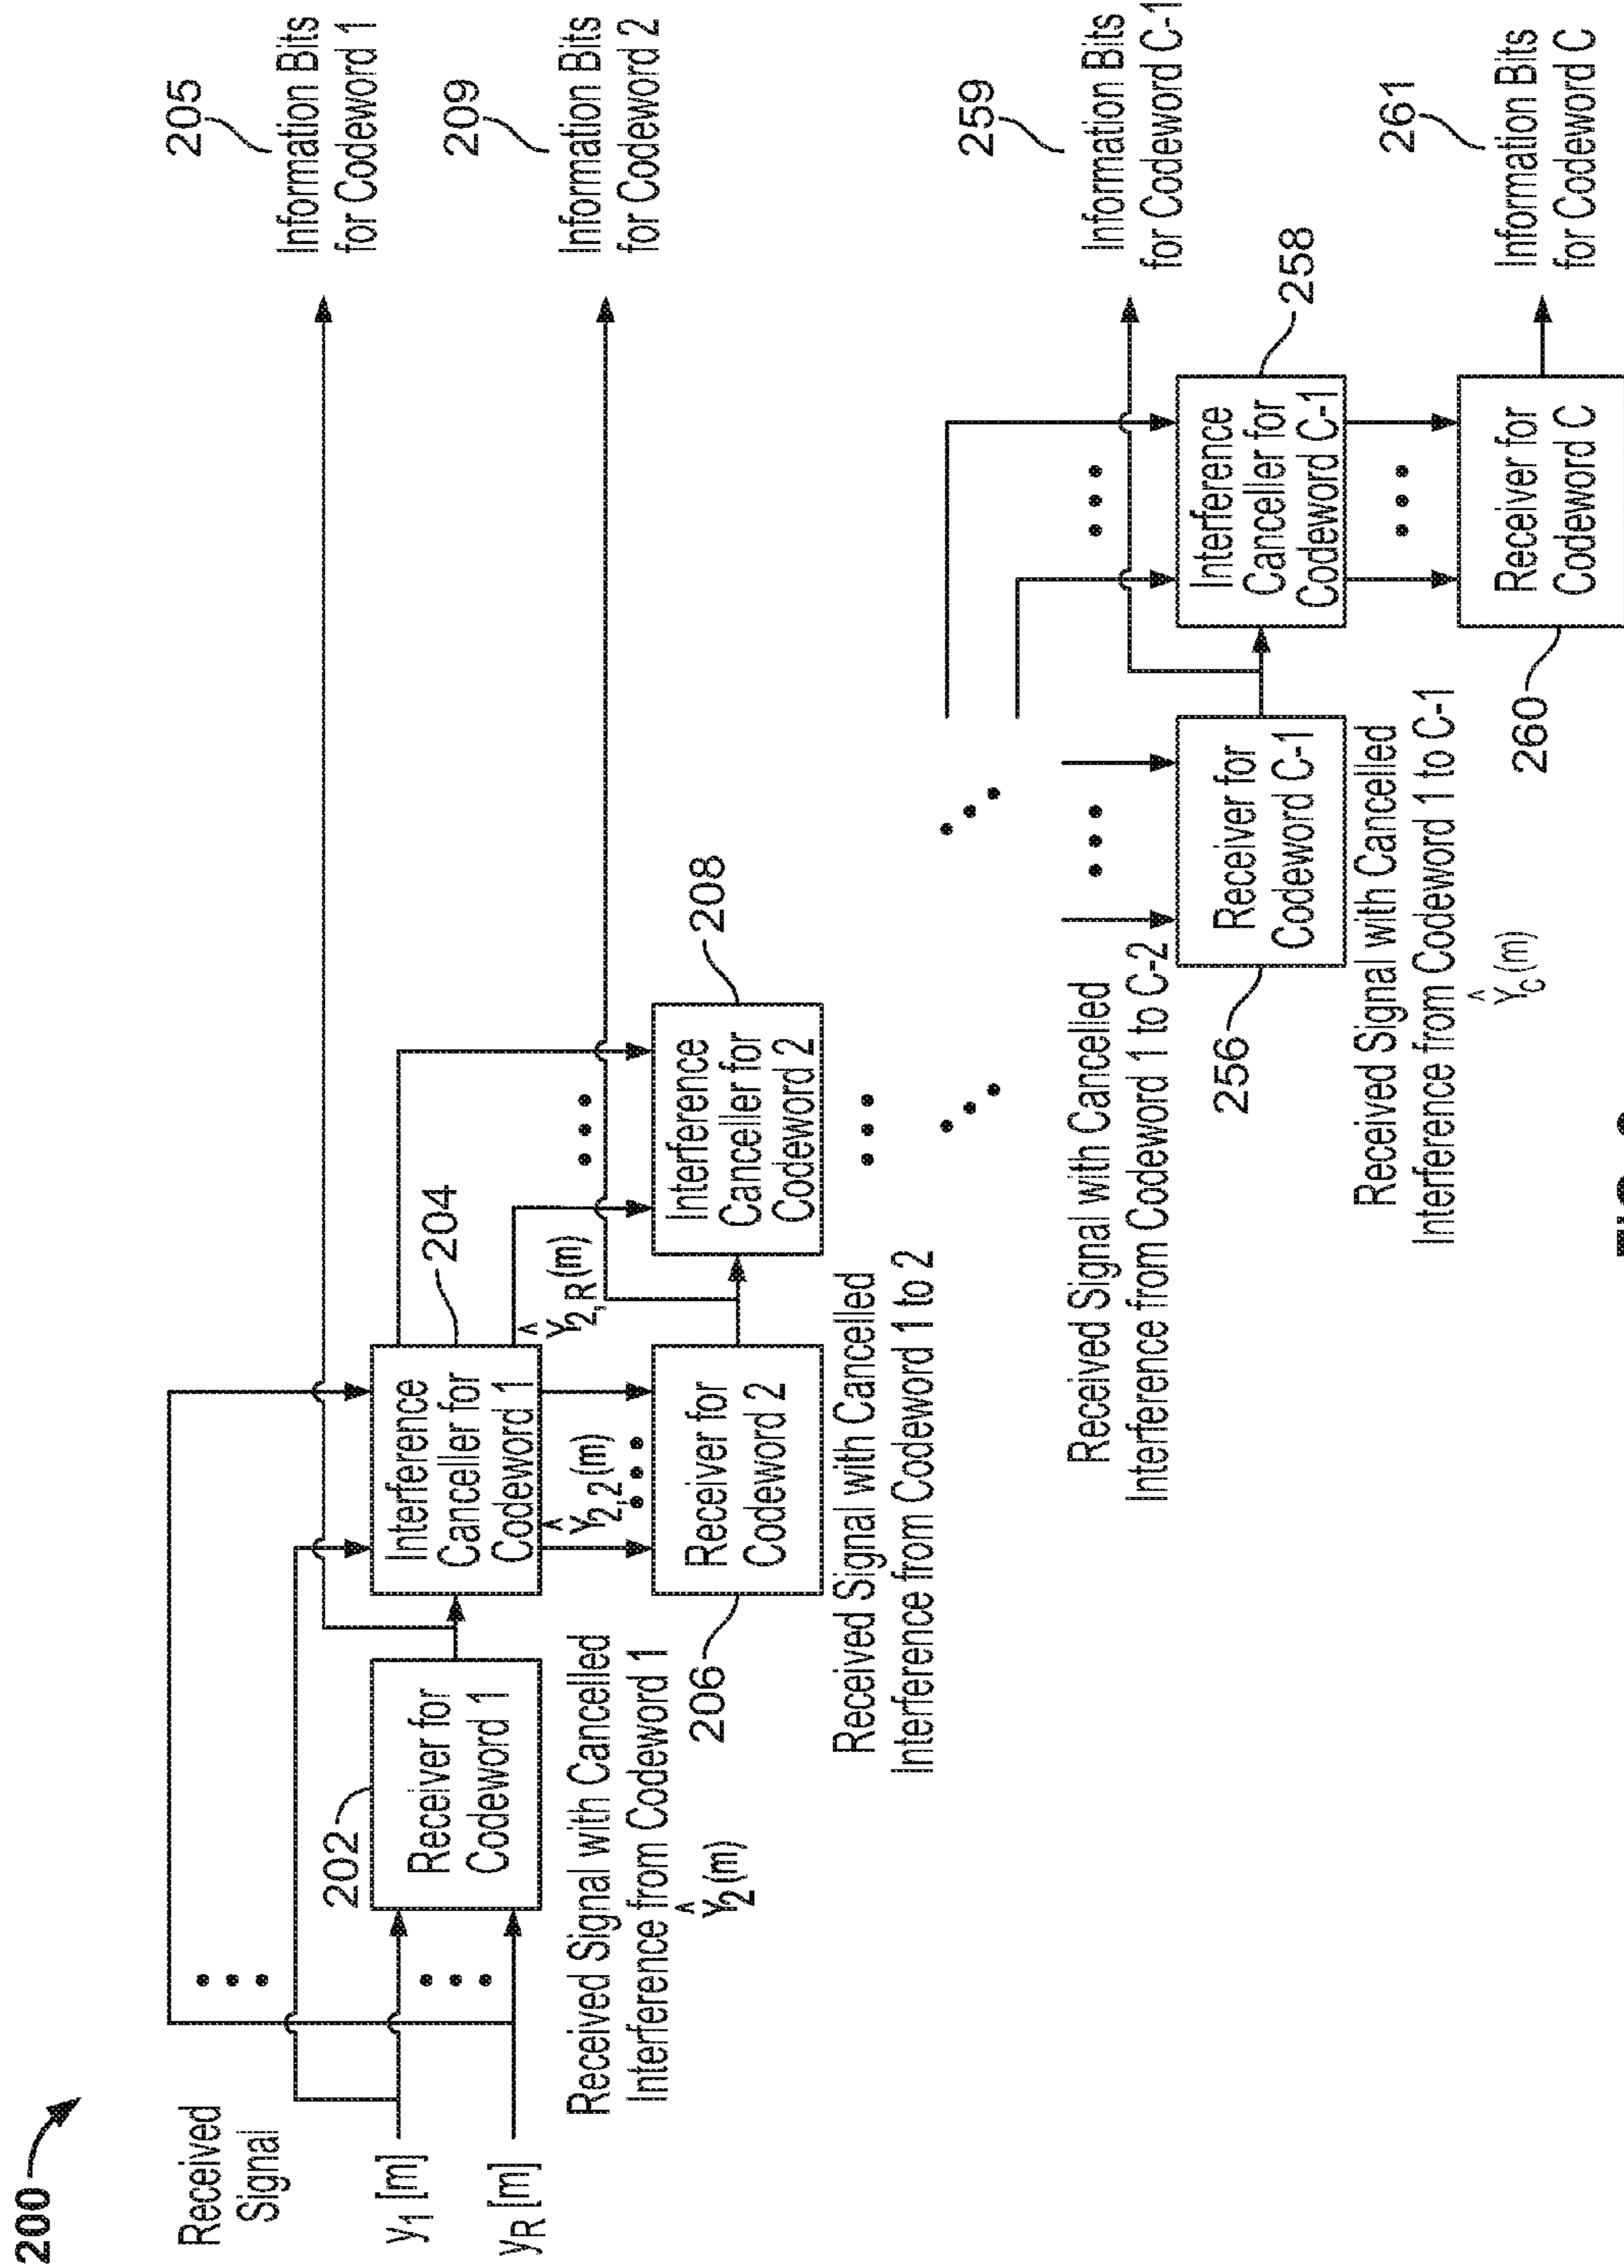 200
Received
Signal
y1 [m]
yR [m]
202
Receiver for
Codeword 1
Received Signal with Cancelled
Interference from Codeword 1
Ŷ2(m)
Interference
Canceller for
Codeword 1
204
Ŷ2,2(m)
Ŷ2,R(m)
205
Information Bits
for Codeword 1
206
Receiver for
Codeword 2
Received Signal with Cancelled
Interference from Codeword 1 to 2
Interference
Canceller for
Codeword 2
208
209
Information Bits
for Codeword 2
Received Signal with Cancelled
Interference from Codeword 1 to C-2
256
Receiver for
Codeword C-1
Received Signal with Cancelled
Interference from Codeword 1 to C-1
ŶC(m)
Interference
Canceller for
Codeword C-1
258
259
Information Bits
for Codeword C-1
260
Receiver for
Codeword C
261
Information Bits
for Codeword C